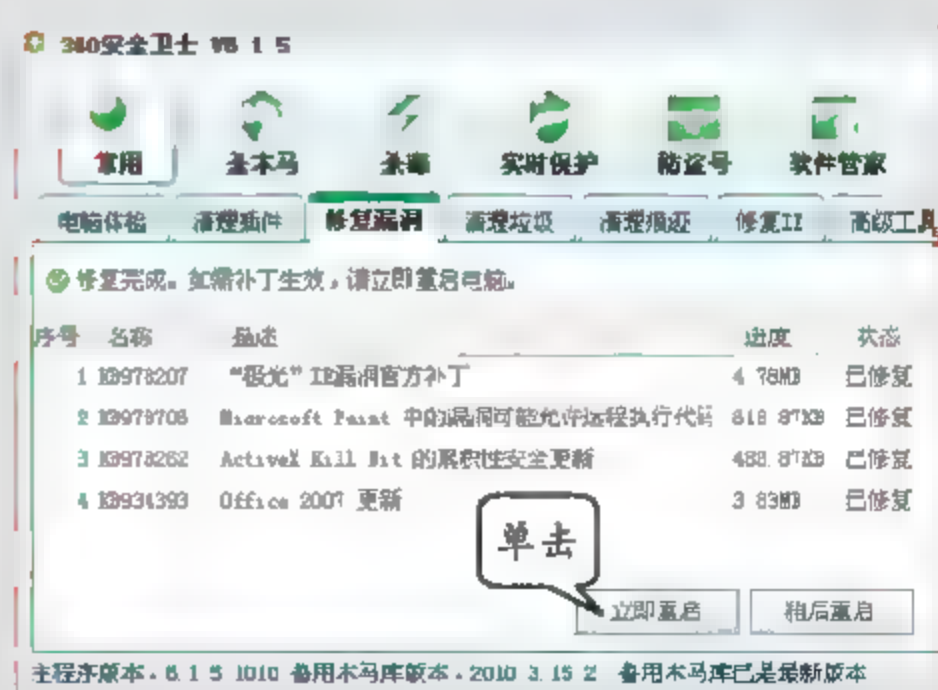 360安全卫士 V6 1 5
常用 查木马 杀毒 实时保护 防盗号 软件管家
电脑体检 清理插件 修复漏洞 清理垃圾 清理痕迹 修复IE 高级工具
修复完成。如需补丁生效，请立即重启电脑。
序号 名称 描述 进度 状态
1 KB978207 “极光” IE漏洞官方补丁 4 78MB 已修复
2 KB978706 Microsoft Paint 中的漏洞可能允许远程执行代码 618 87KB 已修复
3 KB978262 ActiveX Kill Bit 的累积性安全更新 488 87KB 已修复
4 KB934393 Office 2007 更新 3 83MB 已修复
单击
立即重启 稍后重启
主程序版本：6.1 5 1010 备用木马库版本：2010 3.15 2 备用木马库已是最新版本